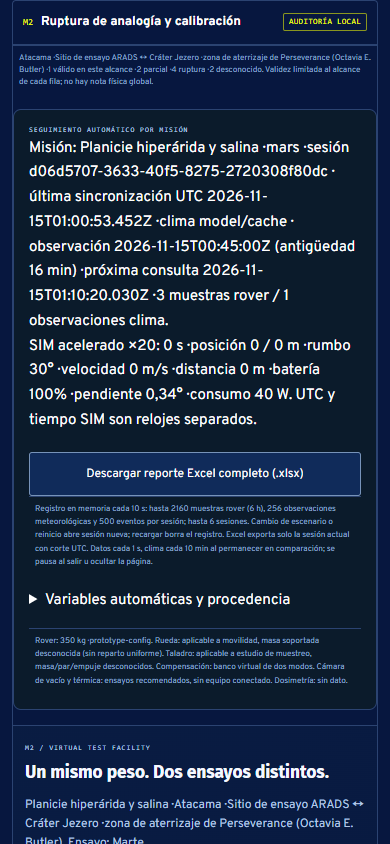 M2 Ruptura de analogía y calibración
AUDITORÍA LOCAL
Atacama ·Sitio de ensayo ARADS ↔ Cráter Jezero ·zona de aterrizaje de Perseverance (Octavia E.
Butler) ·1 válido en este alcance ·2 parcial ·4 ruptura ·2 desconocido. Validez limitada al alcance
de cada fila; no hay nota física global.
SEGUIMIENTO AUTOMÁTICO POR MISIÓN
Misión: Planicie hiperárida y salina ·mars ·sesión
d06d5707-3633-40f5-8275-2720308f80dc ·
última sincronización UTC 2026-11-
15T01:00:53.452Z ·clima model/cache ·
observación 2026-11-15T00:45:00Z (antigüedad
16 min) ·próxima consulta 2026-11-
15T01:10:20.030Z ·3 muestras rover / 1
observaciones clima.
SIM acelerado ×20: 0 s ·posición 0 / 0 m ·rumbo
30° ·velocidad 0 m/s ·distancia 0 m ·batería
100% ·pendiente 0,34° ·consumo 40 W. UTC y
tiempo SIM son relojes separados.
Descargar reporte Excel completo (.xlsx)
Registro en memoria cada 10 s: hasta 2160 muestras rover (6 h), 256 observaciones
meteorológicas y 500 eventos por sesión; hasta 6 sesiones. Cambio de escenario o
reinicio abre sesión nueva; recargar borra el registro. Excel exporta solo la sesión actual
con corte UTC. Datos cada 1 s, clima cada 10 min al permanecer en comparación; se
pausa al salir u ocultar la página.
▶ Variables automáticas y procedencia
Rover: 350 kg ·prototype-config. Rueda: aplicable a movilidad, masa soportada
desconocida (sin reparto uniforme). Taladro: aplicable a estudio de muestreo,
masa/par/empuje desconocidos. Compensación: banco virtual de dos modos. Cámara
de vacío y térmica: ensayos recomendados, sin equipo conectado. Dosimetría: sin dato.
M2 / VIRTUAL TEST FACILITY
Un mismo peso. Dos ensayos distintos.
Planicie hiperárida y salina ·Atacama ·Sitio de ensayo ARADS ↔
Cráter Jezero ·zona de aterrizaje de Perseverance (Octavia E.
Butler). Ensayo: Marte